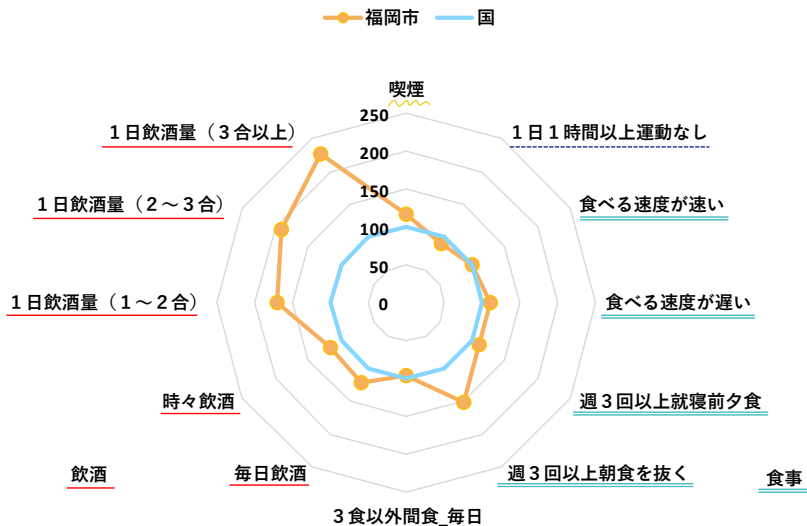 福岡市 国
喫煙
250
200
150
100
50
0
1日1時間以上運動なし
食べる速度が速い
食べる速度が遅い
週3回以上就寝前夕食
週3回以上朝食を抜く
3食以外間食_毎日
毎日飲酒
時々飲酒
1日飲酒量(1~2合)
1日飲酒量(2~3合)
1日飲酒量(3合以上)
飲酒
食事